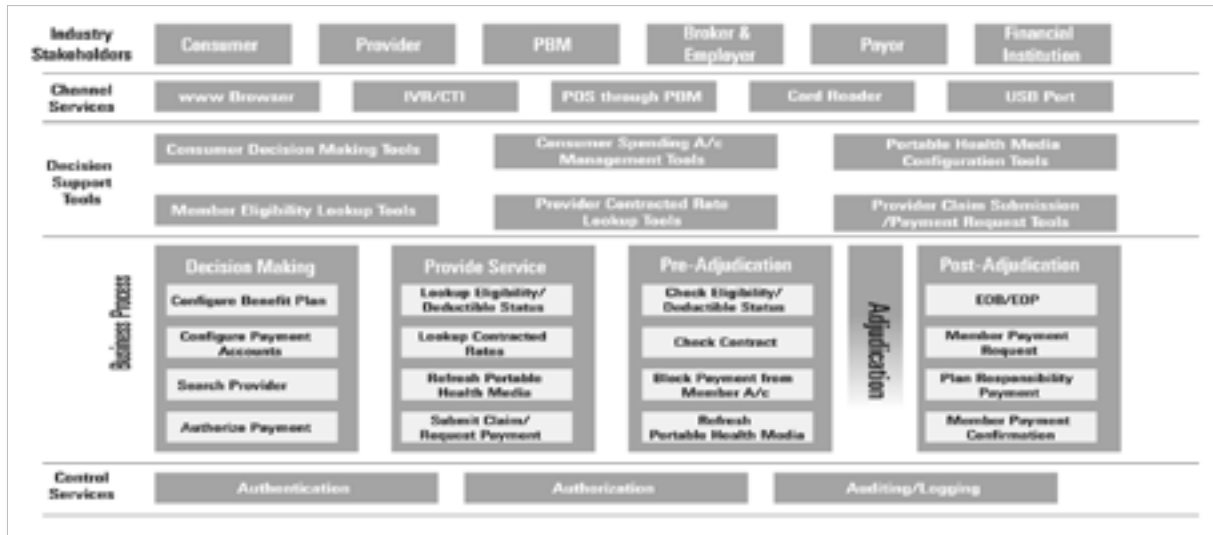 Industry
Stakeholders
Consumer
Provider
PBM
Broker &
Employer
Payor
Financial
Institution
Channel
Services
www Browser
IVR/CTI
POS through PBM
Card Reader
USB Port
Decision
Support
Tools
Consumer Decision Making Tools
Consumer Spending A/c
Management Tools
Portable Health Media
Configuration Tools
Member Eligibility Lookup Tools
Provider Contracted Rate
Lookup Tools
Provider Claim Submission
/Payment Request Tools
Business Process
Decision Making
Configure Benefit Plan
Configure Payment
Accounts
Search Provider
Authorize Payment
Provide Service
Lookup Eligibility/
Deductible Status
Lookup Contracted
Rates
Refresh Portable
Health Media
Submit Claim/
Request Payment
Pre-Adjudication
Check Eligibility/
Deductible Status
Check Contract
Block Payment from
Member A/c
Refresh
Portable Health Media
Adjudication
Post-Adjudication
EOB/EOP
Member Payment
Request
Plan Responsibility
Payment
Member Payment
Confirmation
Control
Services
Authentication
Authorization
Auditing/Logging